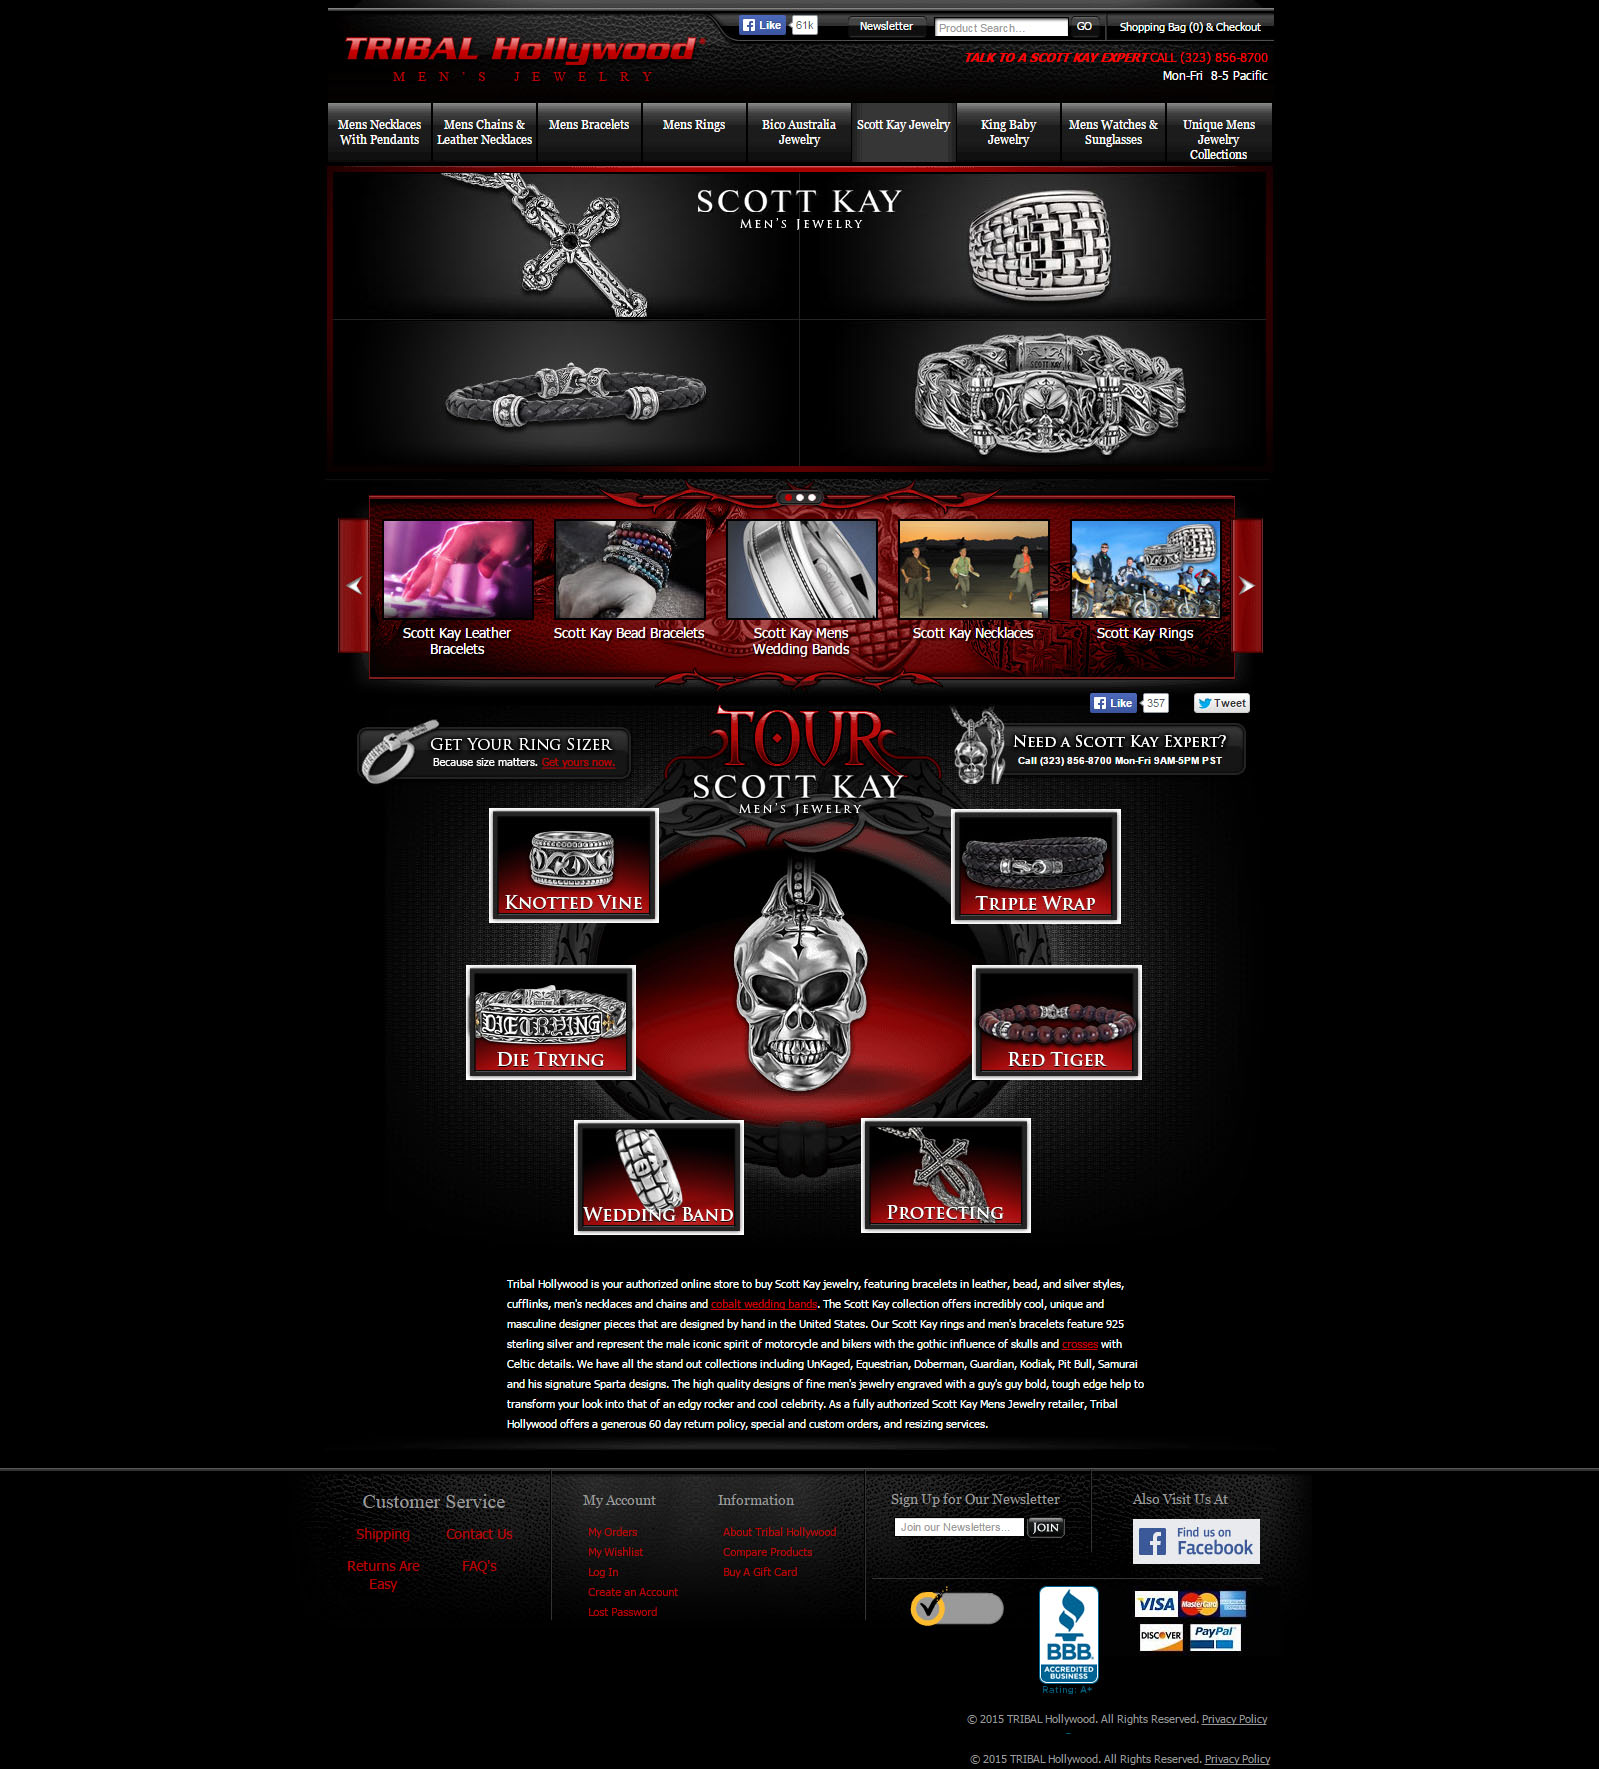 Like 61k
Newsletter
Product Search...
GO
Shopping Bag (0) & Checkout
TRIBAL Hollywood
MEN'S JEWELRY
TALK TO A SCOTT KAY EXPERT CALL (323) 856-8700
Mon-Fri 8-5 Pacific
Mens Necklaces
With Pendants
Mens Chains &
Leather Necklaces
Mens Bracelets
Mens Rings
Bico Australia
Jewelry
Scott Kay Jewelry
King Baby
Jewelry
Mens Watches &
Sunglasses
Unique Mens
Jewelry
Collections
SCOTT KAY
MEN'S JEWELRY
SCOTT KAY
Scott Kay Leather
Bracelets
Scott Kay Bead Bracelets
Scott Kay Mens
Wedding Bands
Scott Kay Necklaces
Scott Kay Rings
Like 357
Tweet
GET YOUR RING SIZER
Because size matters. Get yours now.
TOUR
SCOTT KAY
MEN'S JEWELRY
NEED A SCOTT KAY EXPERT?
Call (323) 856-8700 Mon-Fri 9AM-5PM PST
KNOTTED VINE
TRIPLE WRAP
DIE TRYING
DIE TRYING
RED TIGER
WEDDING BAND
PROTECTING
Tribal Hollywood is your authorized online store to buy Scott Kay jewelry, featuring bracelets in leather, bead, and silver styles,
cufflinks, men's necklaces and chains and cobalt wedding bands. The Scott Kay collection offers incredibly cool, unique and
masculine designer pieces that are designed by hand in the United States. Our Scott Kay rings and men's bracelets feature 925
sterling silver and represent the male iconic spirit of motorcycle and bikers with the gothic influence of skulls and crosses with
Celtic details. We have all the stand out collections including UnKaged, Equestrian, Doberman, Guardian, Kodiak, Pit Bull, Samurai
and his signature Sparta designs. The high quality designs of fine men's jewelry engraved with a guy's guy bold, tough edge help to
transform your look into that of an edgy rocker and cool celebrity. As a fully authorized Scott Kay Mens Jewelry retailer, Tribal
Hollywood offers a generous 60 day return policy, special and custom orders, and resizing services.
Customer Service
Shipping
Contact Us
Returns Are
Easy
FAQ's
My Account
My Orders
My Wishlist
Log In
Create an Account
Lost Password
Information
About Tribal Hollywood
Compare Products
Buy A Gift Card
Sign Up for Our Newsletter
Join our Newsletters...
JOIN
Also Visit Us At
Find us on
Facebook
BBB.
ACCREDITED
BUSINESS
Rating: A+
VISA
MasterCard
AMERICAN EXPRESS
DISCOVER
PayPal
© 2015 TRIBAL Hollywood. All Rights Reserved. Privacy Policy
© 2015 TRIBAL Hollywood. All Rights Reserved. Privacy Policy